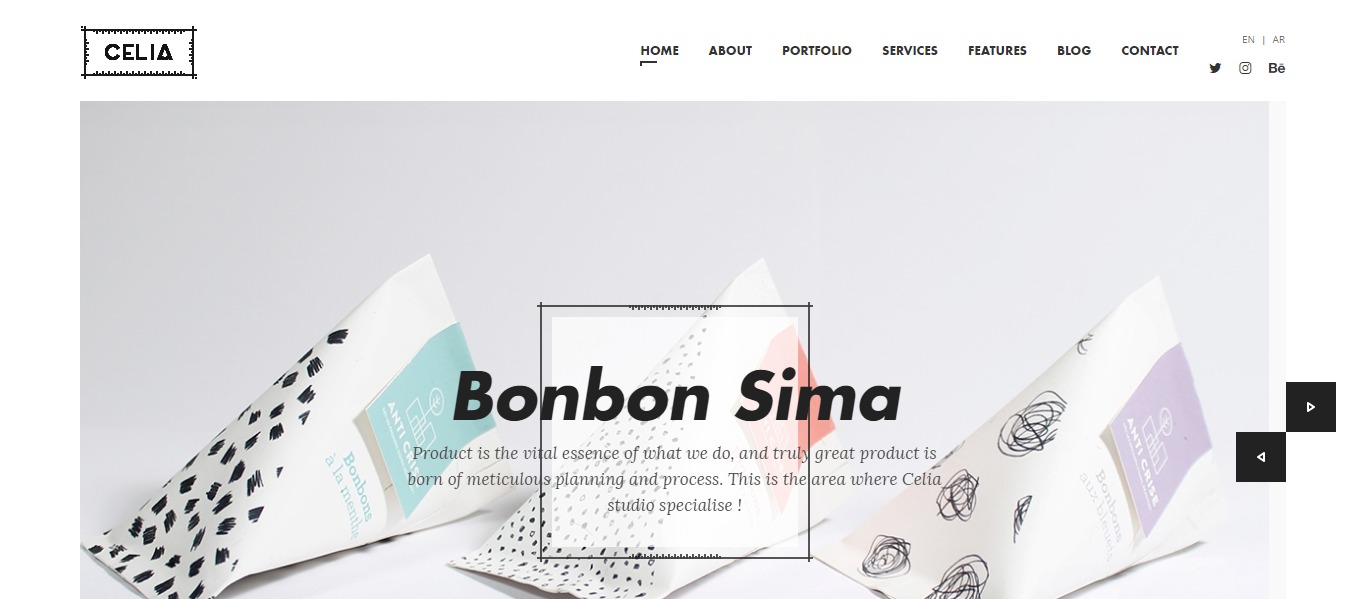 CELIA
HOME ABOUT PORTFOLIO SERVICES FEATURES BLOG CONTACT
EN | AR
Bē
Bonbon Sima
Product is the vital essence of what we do, and truly great product is
born of meticulous planning and process. This is the area where Celia
studio specialise !
ANTI CRISE
Bonbons
à la menthe
ANTI CRISE
Bonbons